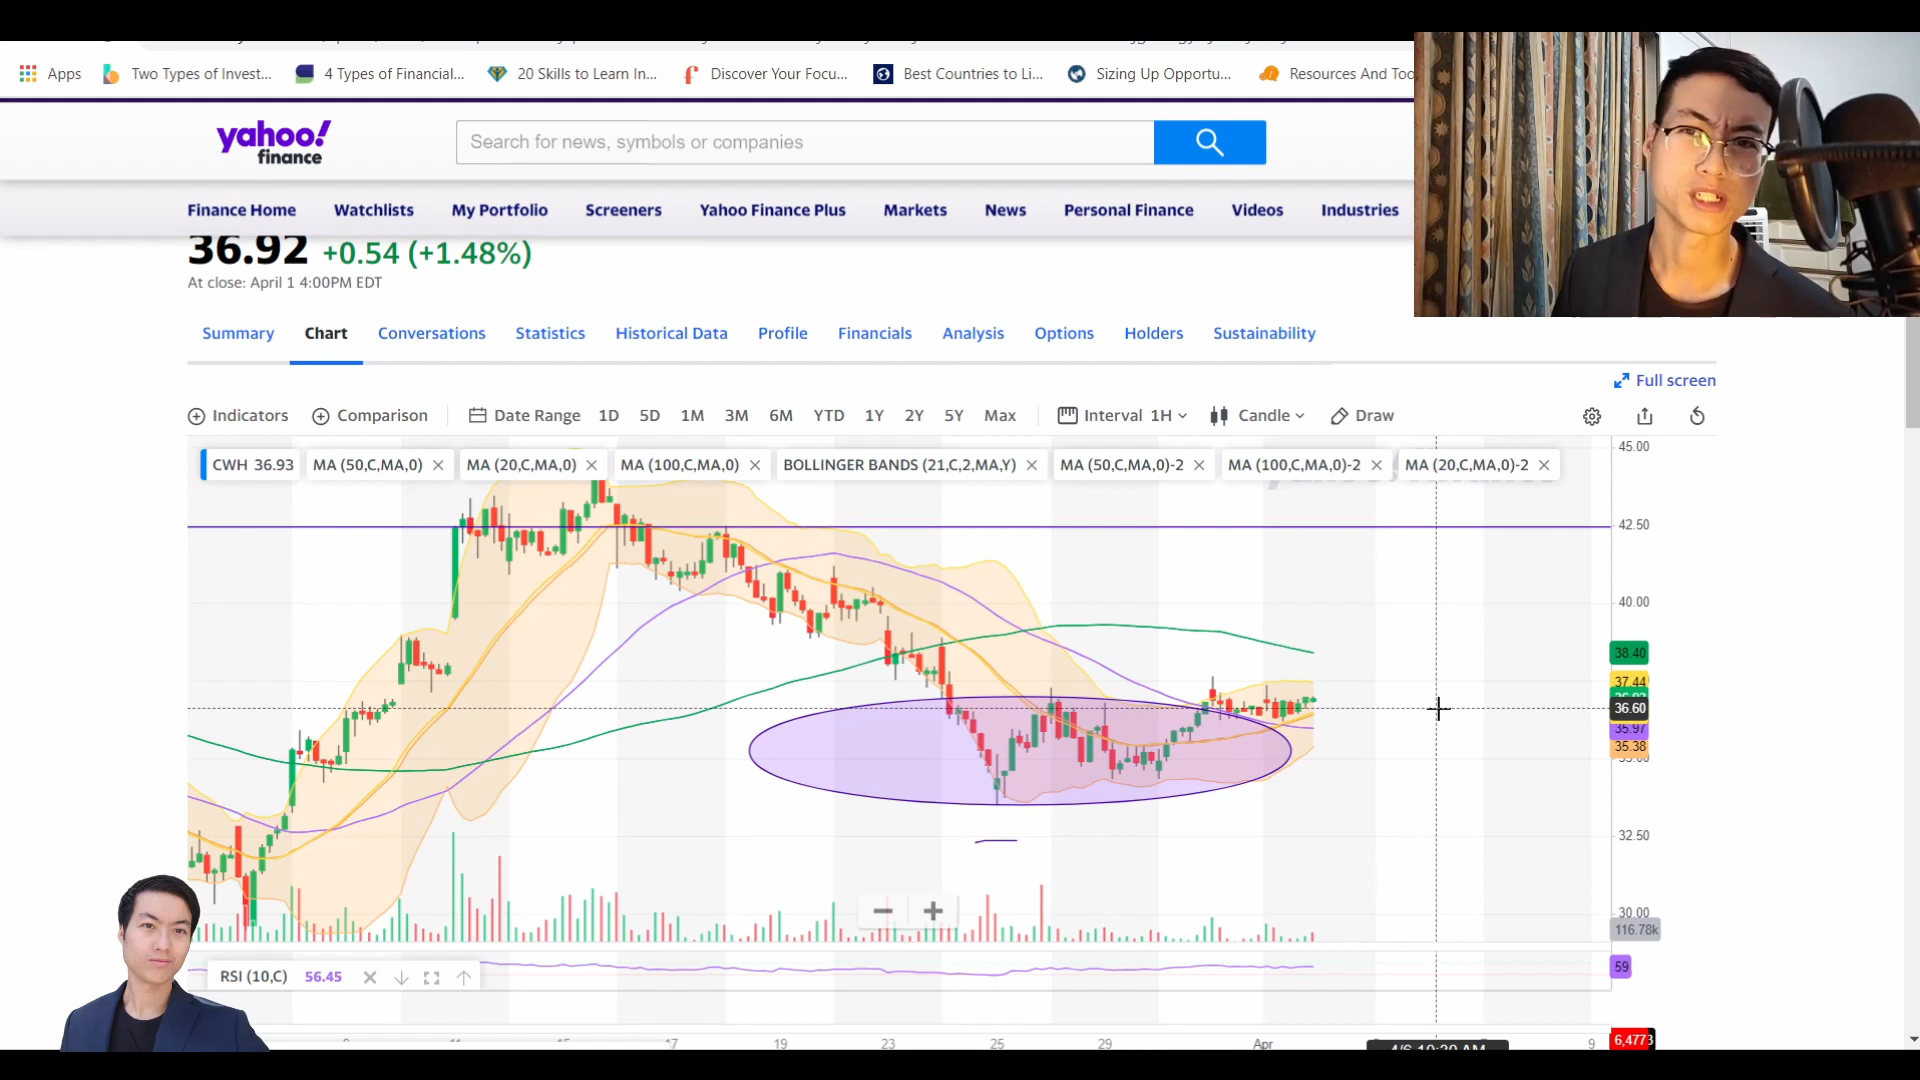 Apps Two Types of Invest... 4 Types of Financial... 20 Skills to Learn In... Discover Your Focu... Best Countries to Li... Sizing Up Opportu... Resources And Too
yahoo!
finance
Search for news, symbols or companies
Finance Home Watchlists My Portfolio Screeners Yahoo Finance Plus Markets News Personal Finance Videos Industries
36.92 +0.54 (+1.48%)
At close: April 1 4:00PM EDT
Summary Chart Conversations Statistics Historical Data Profile Financials Analysis Options Holders Sustainability
Full screen
Indicators Comparison Date Range 1D 5D 1M 3M 6M YTD 1Y 2Y 5Y Max Interval 1H Candle Draw
45.00
CWH 36.93 MA (50,C,MA,0) MA (20,C,MA,0) MA (100,C,MA,0) BOLLINGER BANDS (21,C,2,MA,Y) MA (50,C,MA,0)-2 MA (100,C,MA,0)-2 MA (20,C,MA,0)-2
42.50
40.00
38.40
37.44
36.60
35.97
35.38
32.50
30.00
116.78k
RSI (10,C) 56.45
59
17 19 23 25 29 Apr 9
4/6 10:30 AM